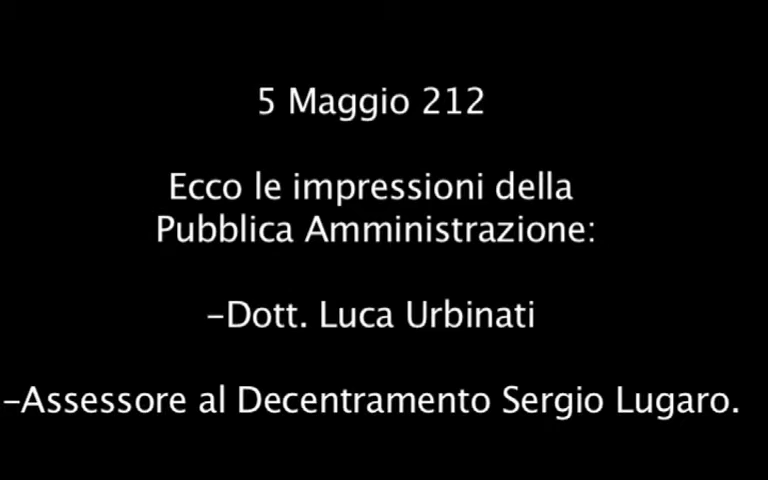 5 Maggio 212
Ecco le impressioni della
Pubblica Amministrazione:
-Dott. Luca Urbinati
-Assessore al Decentramento Sergio Lugaro.